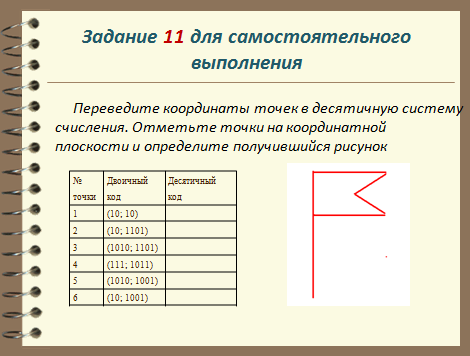 Задание 11 для самостоятельного
выполнения
Переведите координаты точек в десятичную систему
счисления. Отметьте точки на координатной
плоскости и определите получившийся рисунок
№ точки Двоичный код Десятичный код
1 (10; 10)
2 (10; 1101)
3 (1010; 1101)
4 (111; 1011)
5 (1010; 1001)
6 (10; 1001)